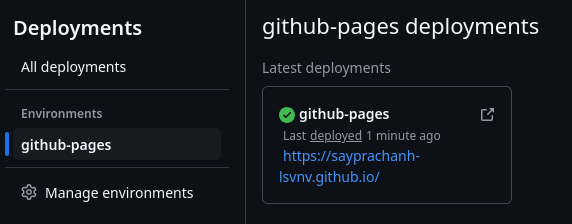 Deployments
All deployments
Environments
github-pages
Manage environments
github-pages deployments
Latest deployments
github-pages
Last deployed 1 minute ago
https://sayprachanh-
lsvnv.github.io/